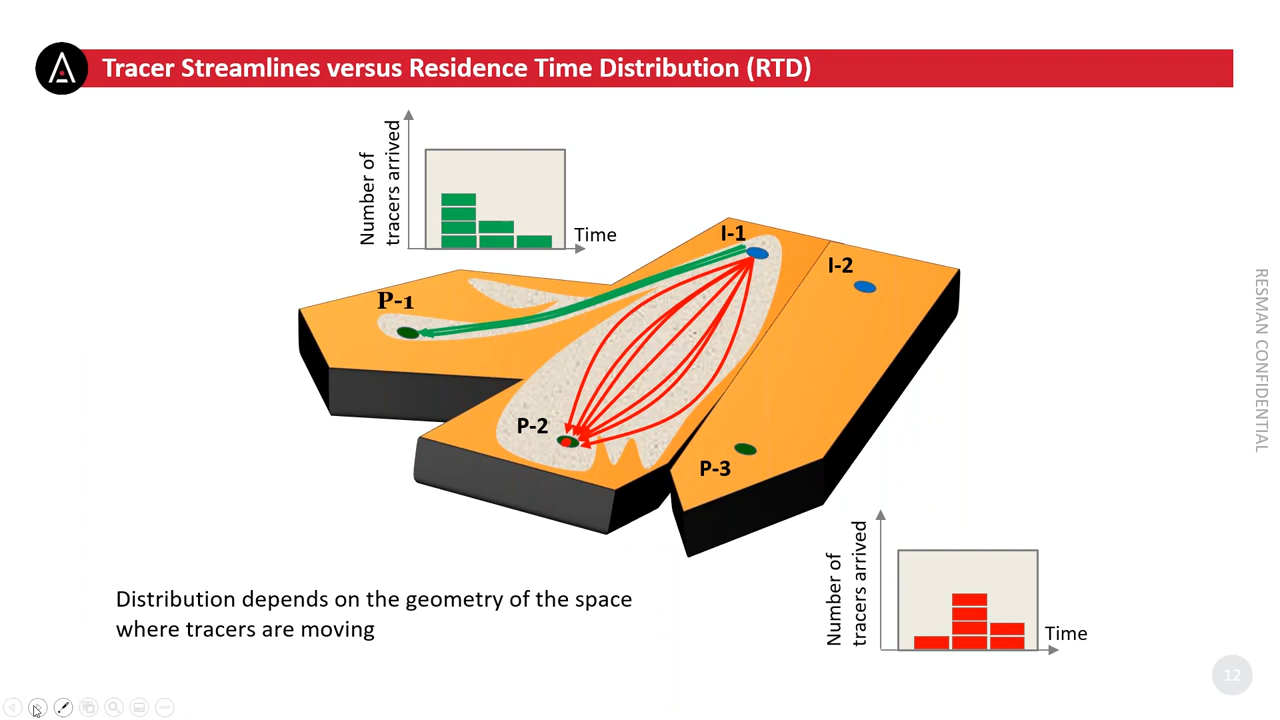 Tracer Streamlines versus Residence Time Distribution (RTD)
Number of
tracers arrived
Time
I-1
I-2
P-1
P-2
P-3
Number of
tracers arrived
Time
Distribution depends on the geometry of the space
where tracers are moving
RESMAN CONFIDENTIAL
12